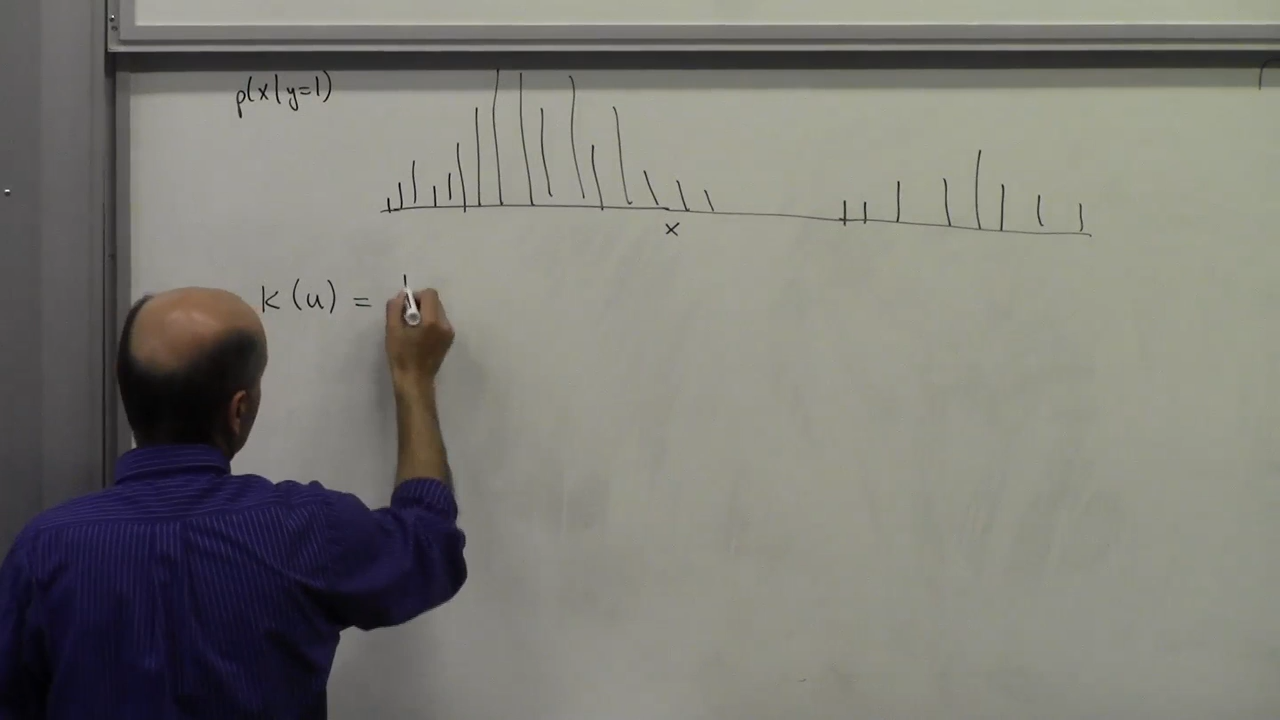 p(x|y=1)
x
K(u) =